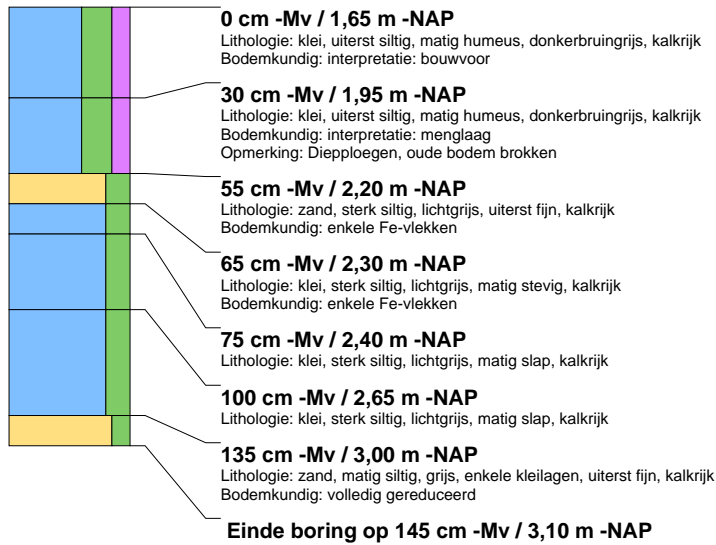 0 cm -Mv / 1,65 m -NAP
Lithologie: klei, uiterst siltig, matig humeus, donkerbruingrijs, kalkrijk
Bodemkundig: interpretatie: bouwvoor
30 cm -Mv / 1,95 m -NAP
Lithologie: klei, uiterst siltig, matig humeus, donkerbruingrijs, kalkrijk
Bodemkundig: interpretatie: menglaag
Opmerking: Diepploegen, oude bodem brokken
55 cm -Mv / 2,20 m -NAP
Lithologie: zand, sterk siltig, lichtgrijs, uiterst fijn, kalkrijk
Bodemkundig: enkele Fe-vlekken
65 cm -Mv / 2,30 m -NAP
Lithologie: klei, sterk siltig, lichtgrijs, matig stevig, kalkrijk
Bodemkundig: enkele Fe-vlekken
75 cm -Mv / 2,40 m -NAP
Lithologie: klei, sterk siltig, lichtgrijs, matig slap, kalkrijk
100 cm -Mv / 2,65 m -NAP
Lithologie: klei, sterk siltig, lichtgrijs, matig slap, kalkrijk
135 cm -Mv / 3,00 m -NAP
Lithologie: zand, matig siltig, grijs, enkele kleilagen, uiterst fijn, kalkrijk
Bodemkundig: volledig gereduceerd
Einde boring op 145 cm -Mv / 3,10 m -NAP